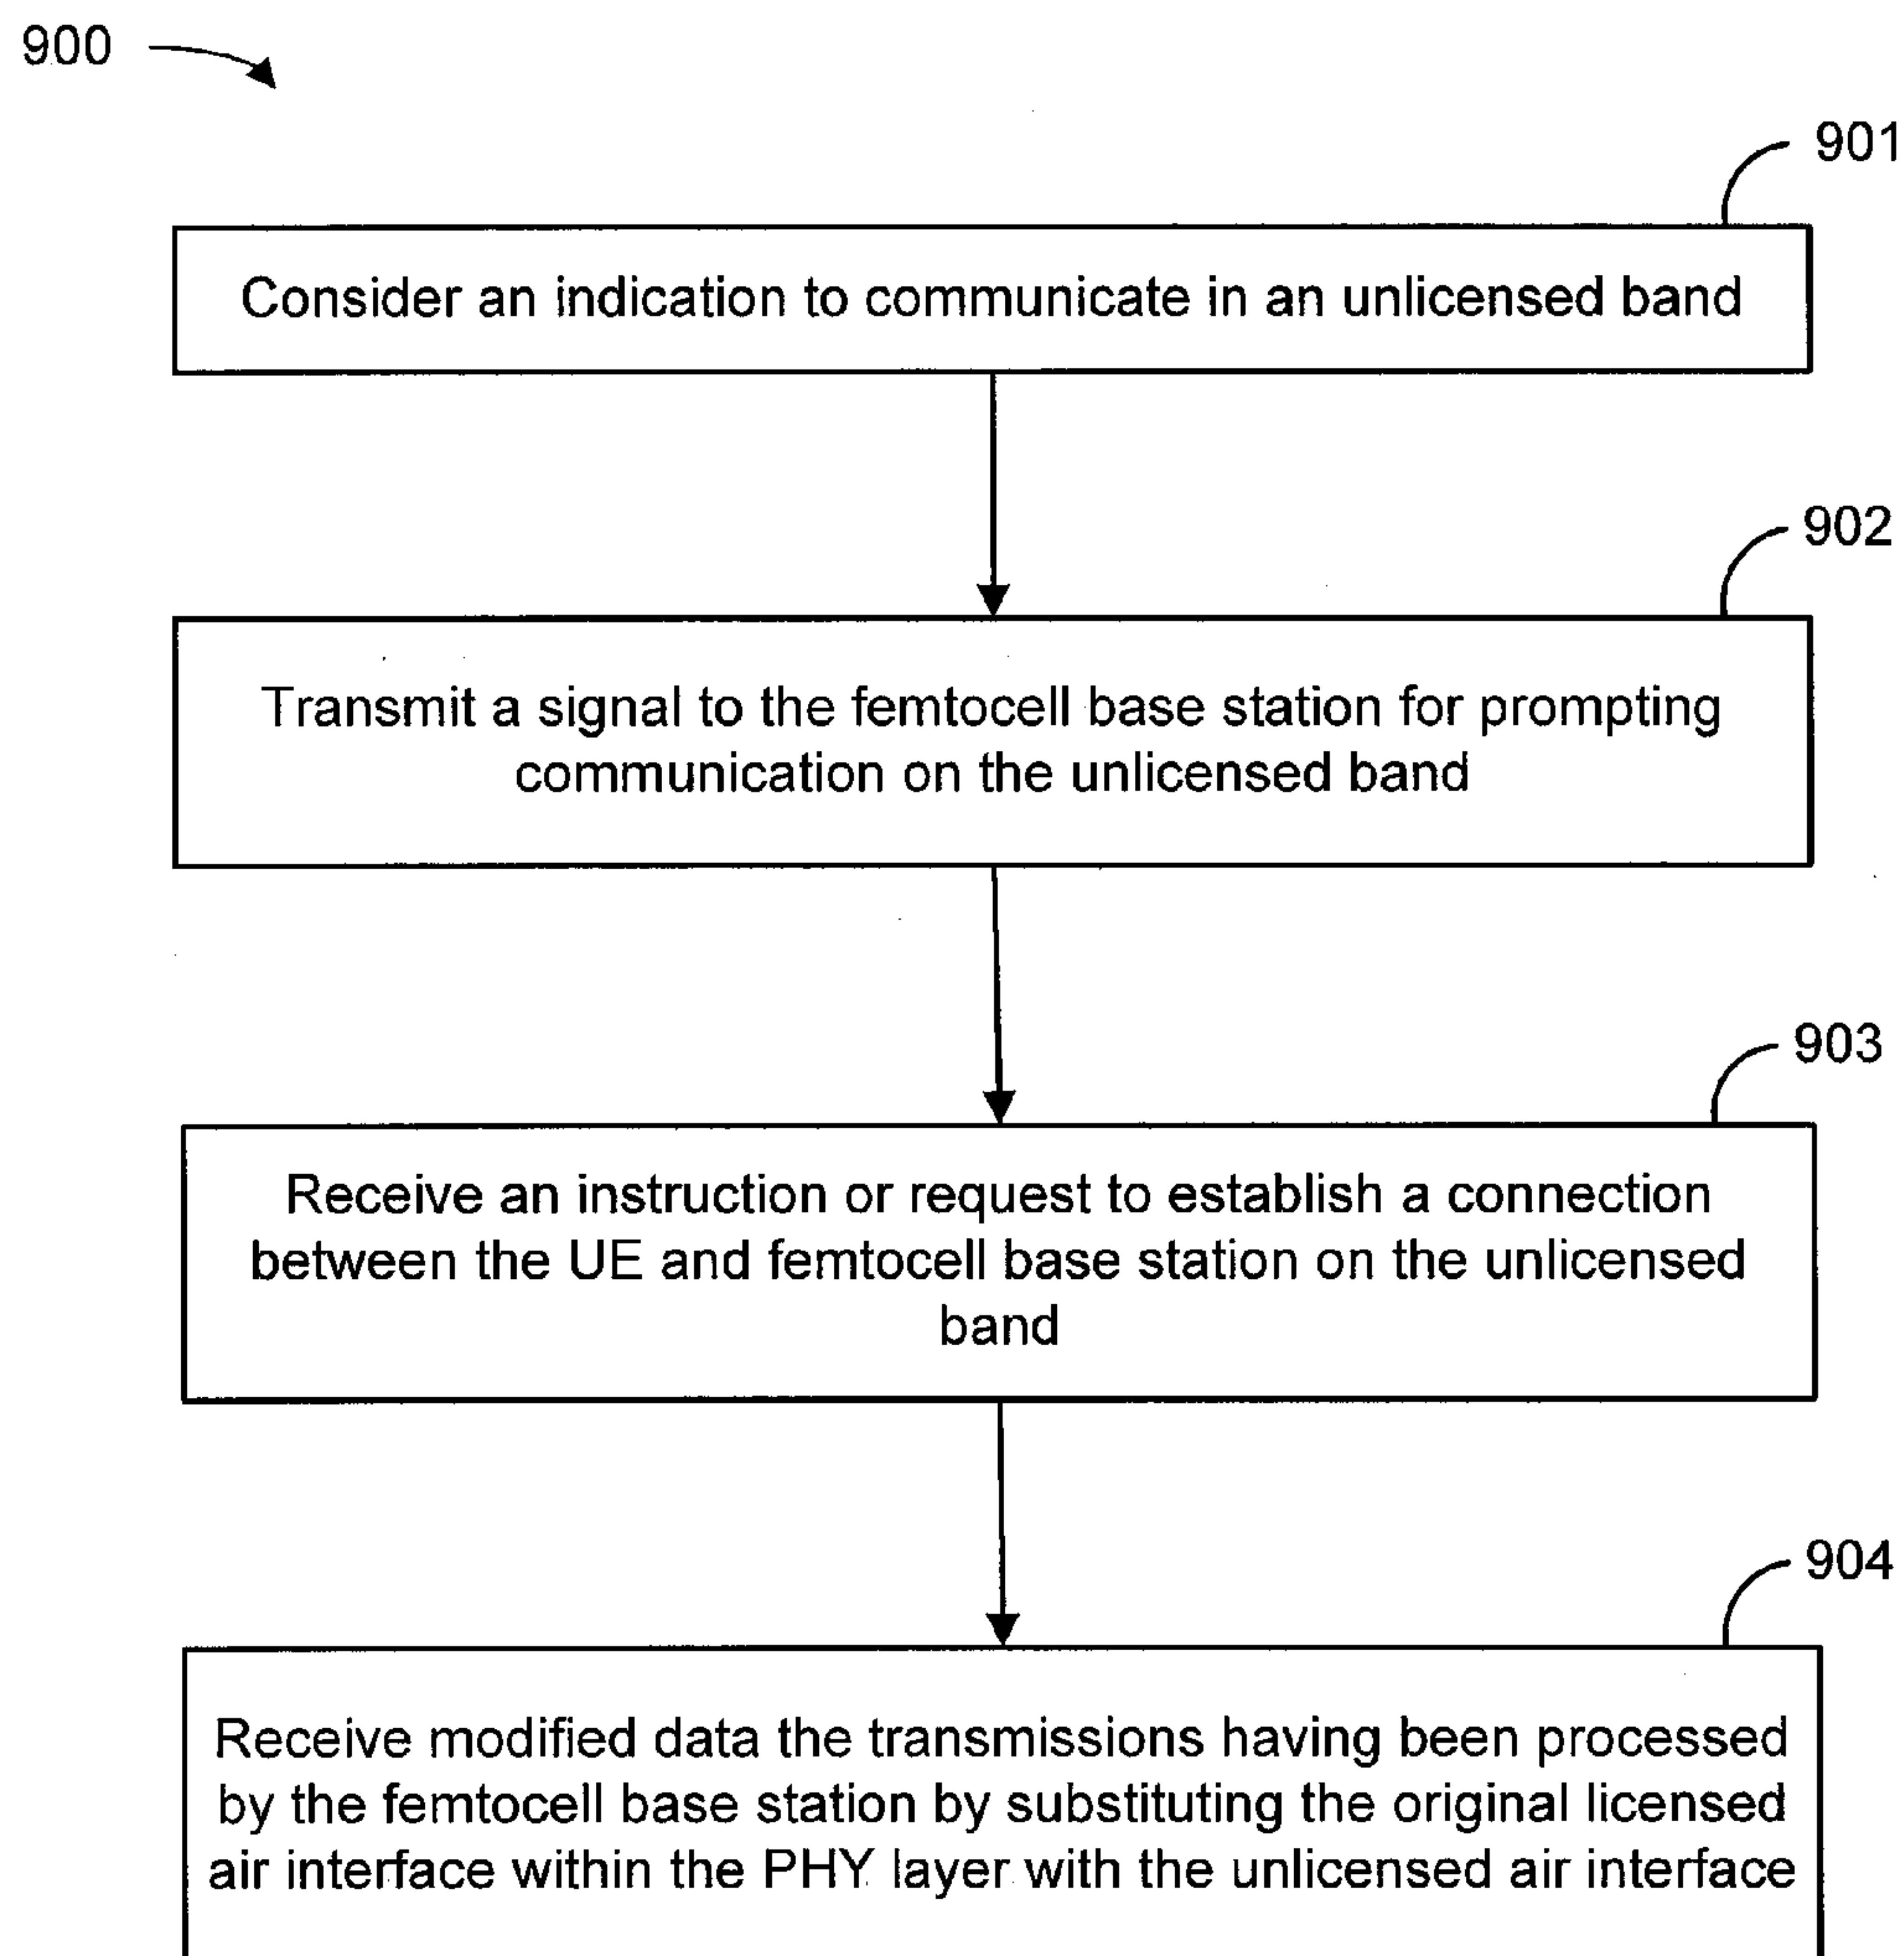 900
901
Consider an indication to communicate in an unlicensed band
902
Transmit a signal to the femtocell base station for prompting
communication on the unlicensed band
903
Receive an instruction or request to establish a connection
between the UE and femtocell base station on the unlicensed
band
904
Receive modified data the transmissions having been processed
by the femtocell base station by substituting the original licensed
air interface within the PHY layer with the unlicensed air interface